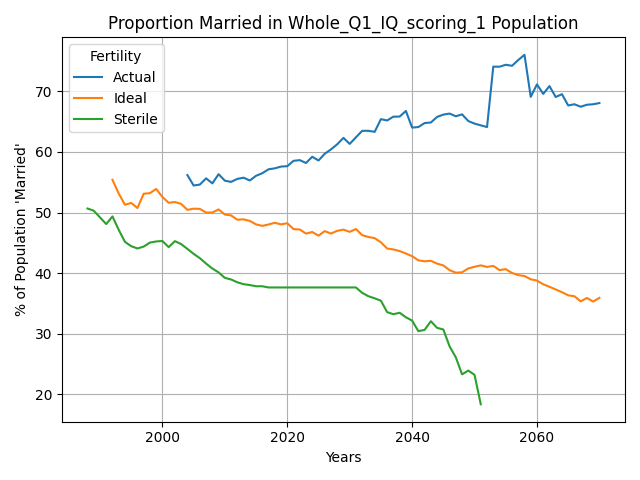 Proportion Married in Whole_Q1_IQ_scoring_1 Population
Fertility
Actual
Ideal
Sterile
% of Population 'Married'
70
60
50
40
30
20
2000
2020
2040
2060
Years